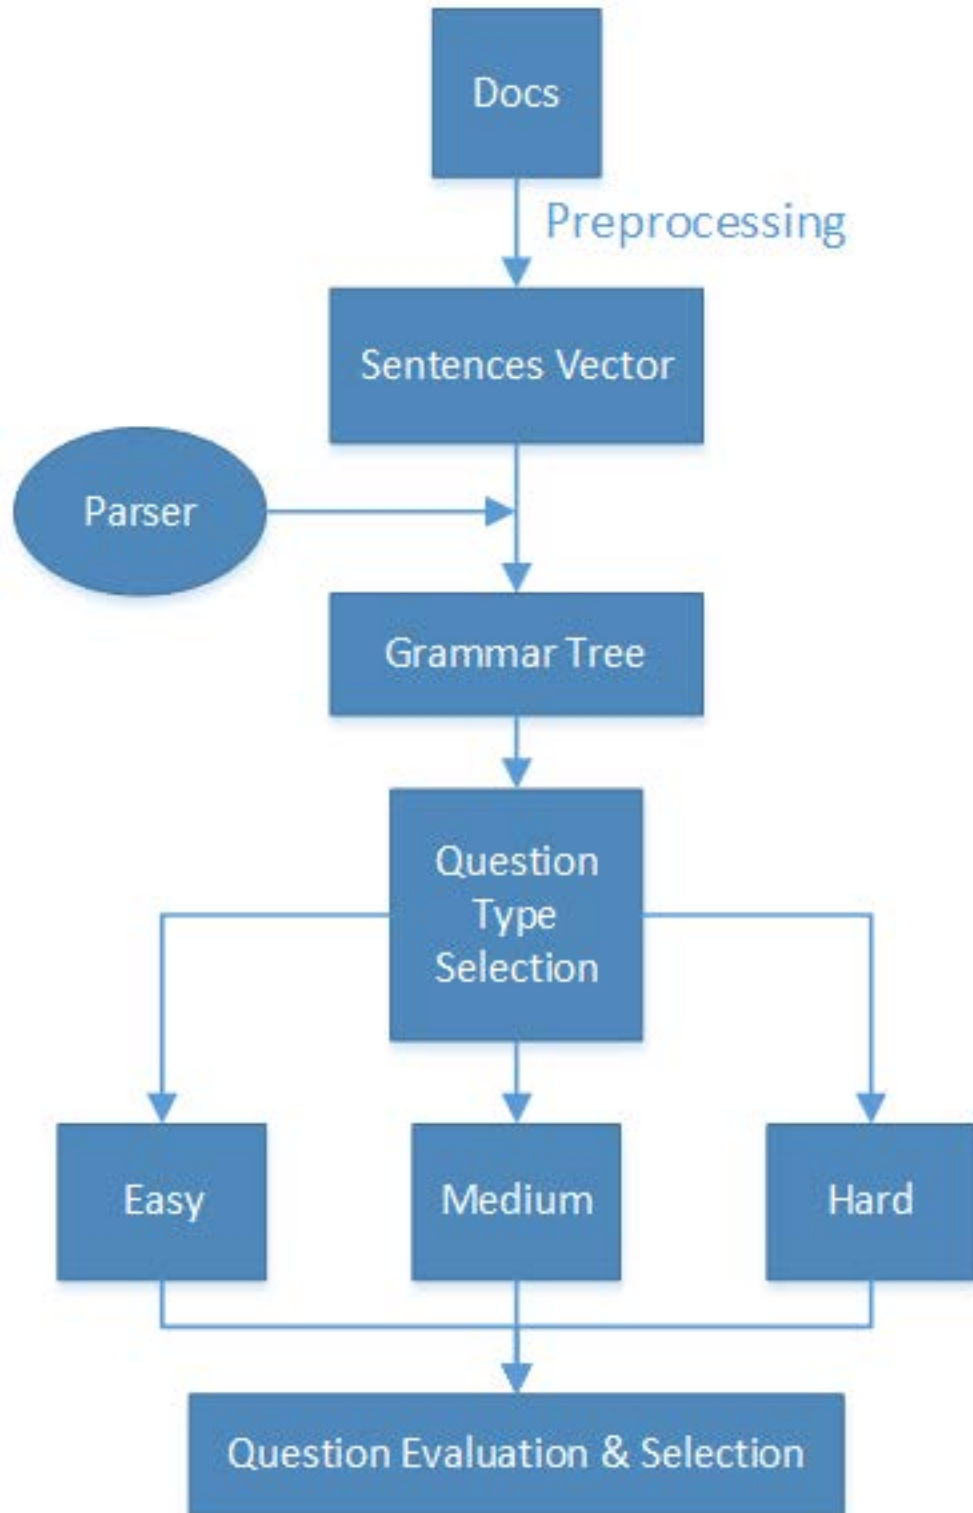 Docs
Preprocessing
Sentences Vector
Parser
Grammar Tree
Question
Type
Selection
Easy
Medium
Hard
Question Evaluation & Selection